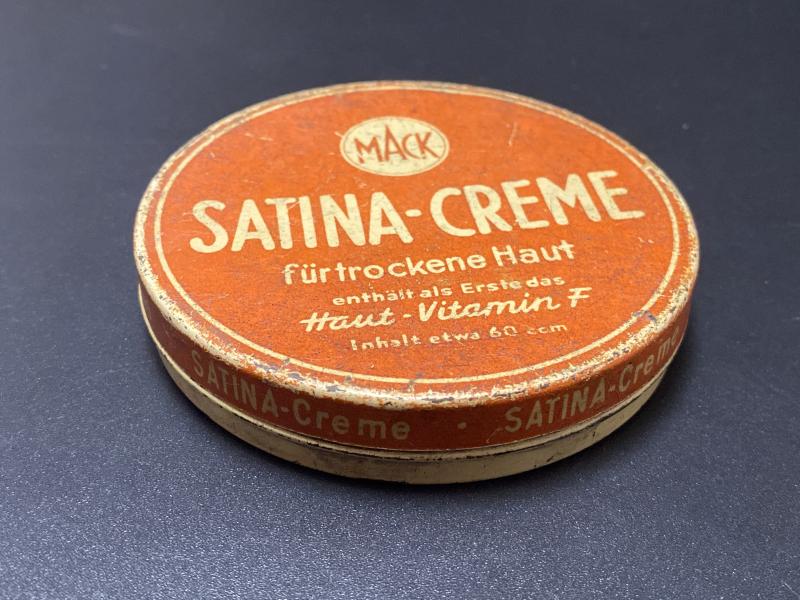 MACK
SATINA-CREME
für trockene Haut
enthält als Erste das
Haut-Vitamin F
Inhalt etwa 60 ccm
SATINA-Creme · SATINA-Creme